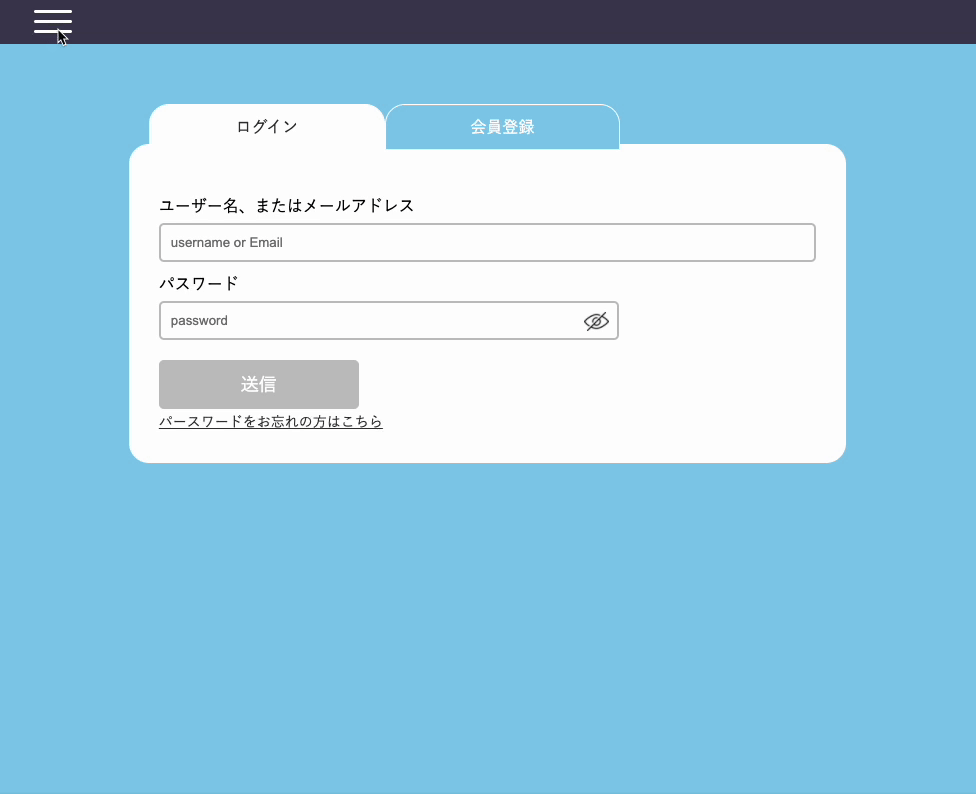 ログイン
会員登録
ユーザー名、またはメールアドレス
username or Email
パスワード
password
送信
パースワードをお忘れの方はこちら